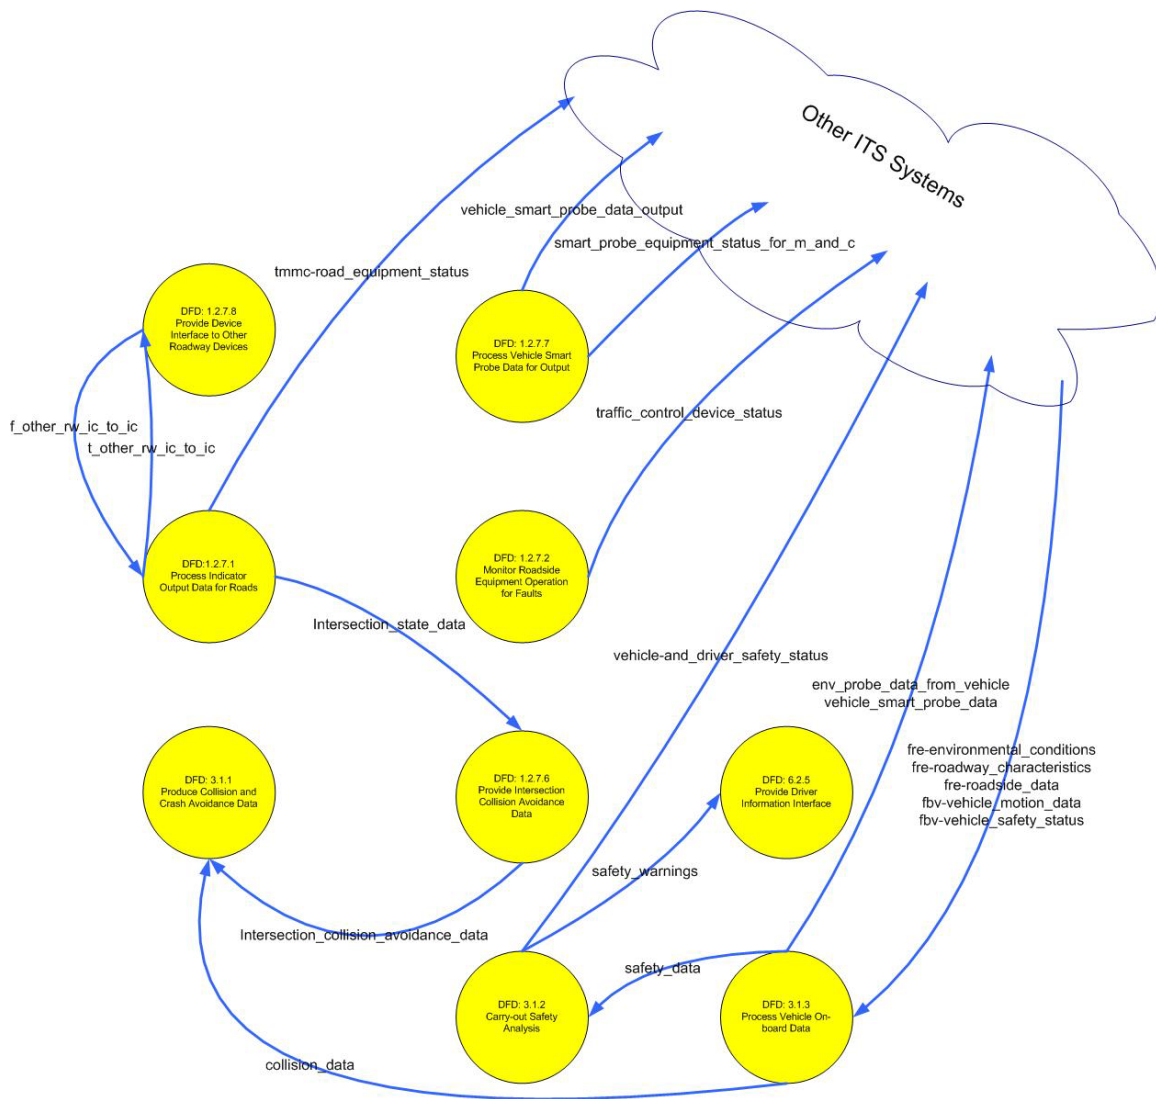 Other ITS Systems
vehicle_smart_probe_data_output
smart_probe_equipment_status_for_m_and_c
tmmc-road_equipment_status
DFD: 1.2.7.8
Provide Device
Interface to Other
Roadway Devices
DFD: 1.2.7.7
Process Vehicle Smart
Probe Data for Output
traffic_control_device_status
f_other_rw_ic_to_ic
t_other_rw_ic_to_ic
DFD:1.2.7.1
Process Indicator
Output Data for Roads
DFD: 1.2.7.2
Monitor Roadside
Equipment Operation
for Faults
Intersection_state_data
vehicle-and_driver_safety_status
env_probe_data_from_vehicle
vehicle_smart_probe_data
fre-environmental_conditions
fre-roadway_characteristics
fre-roadside_data
fbv-vehicle_motion_data
fbv-vehicle_safety_status
DFD: 3.1.1
Produce Collision and
Crash Avoidance Data
DFD: 1.2.7.6
Provide Intersection
Collision Avoidance
Data
DFD: 6.2.5
Provide Driver
Information Interface
safety_warnings
Intersection_collision_avoidance_data
safety_data
DFD: 3.1.2
Carry-out Safety
Analysis
DFD: 3.1.3
Process Vehicle On-
board Data
collision_data